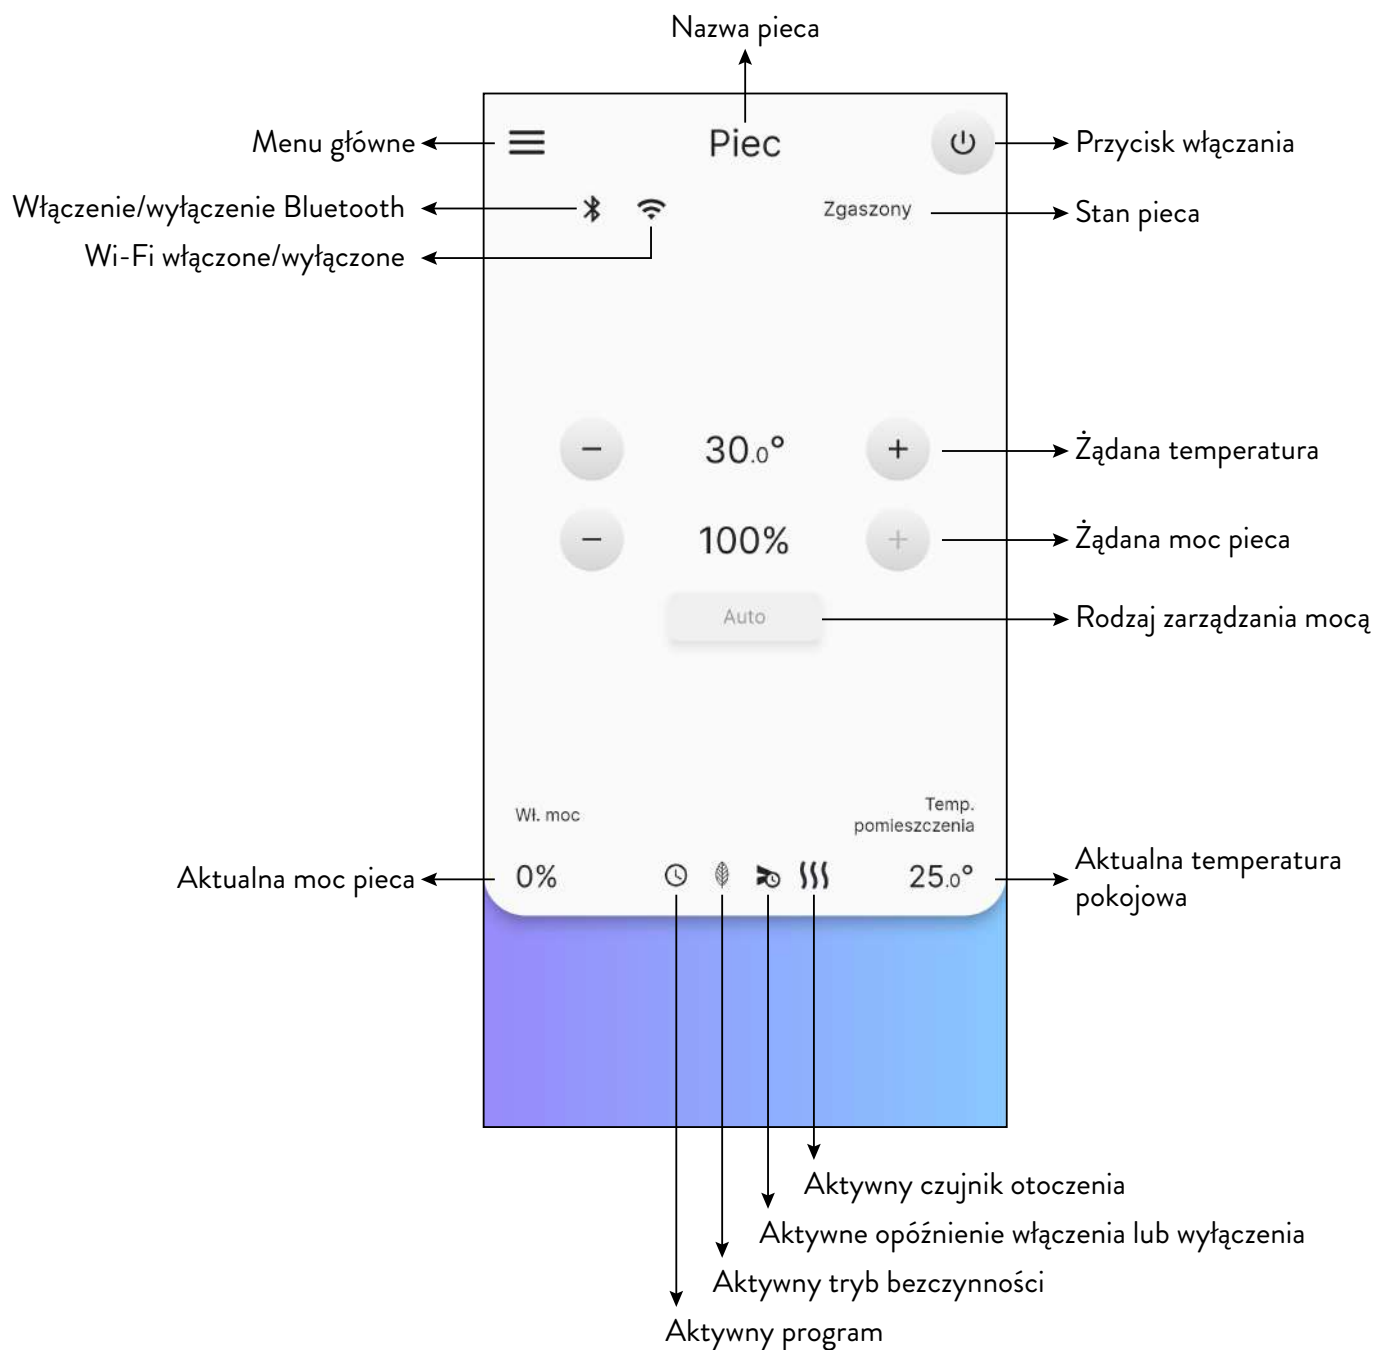 Nazwa pieca
Menu główne
Piec
Przycisk włączania
Włączenie/wyłączenie Bluetooth
Zgaszony
Stan pieca
Wi-Fi włączone/wyłączone
30.0°
Żądana temperatura
100%
Żądana moc pieca
Auto
Rodzaj zarządzania mocą
Wł. moc
Temp.
pomieszczenia
Aktualna moc pieca
0%
25.0°
Aktualna temperatura
pokojowa
Aktywny czujnik otoczenia
Aktywne opóźnienie włączenia lub wyłączenia
Aktywny tryb bezczynności
Aktywny program